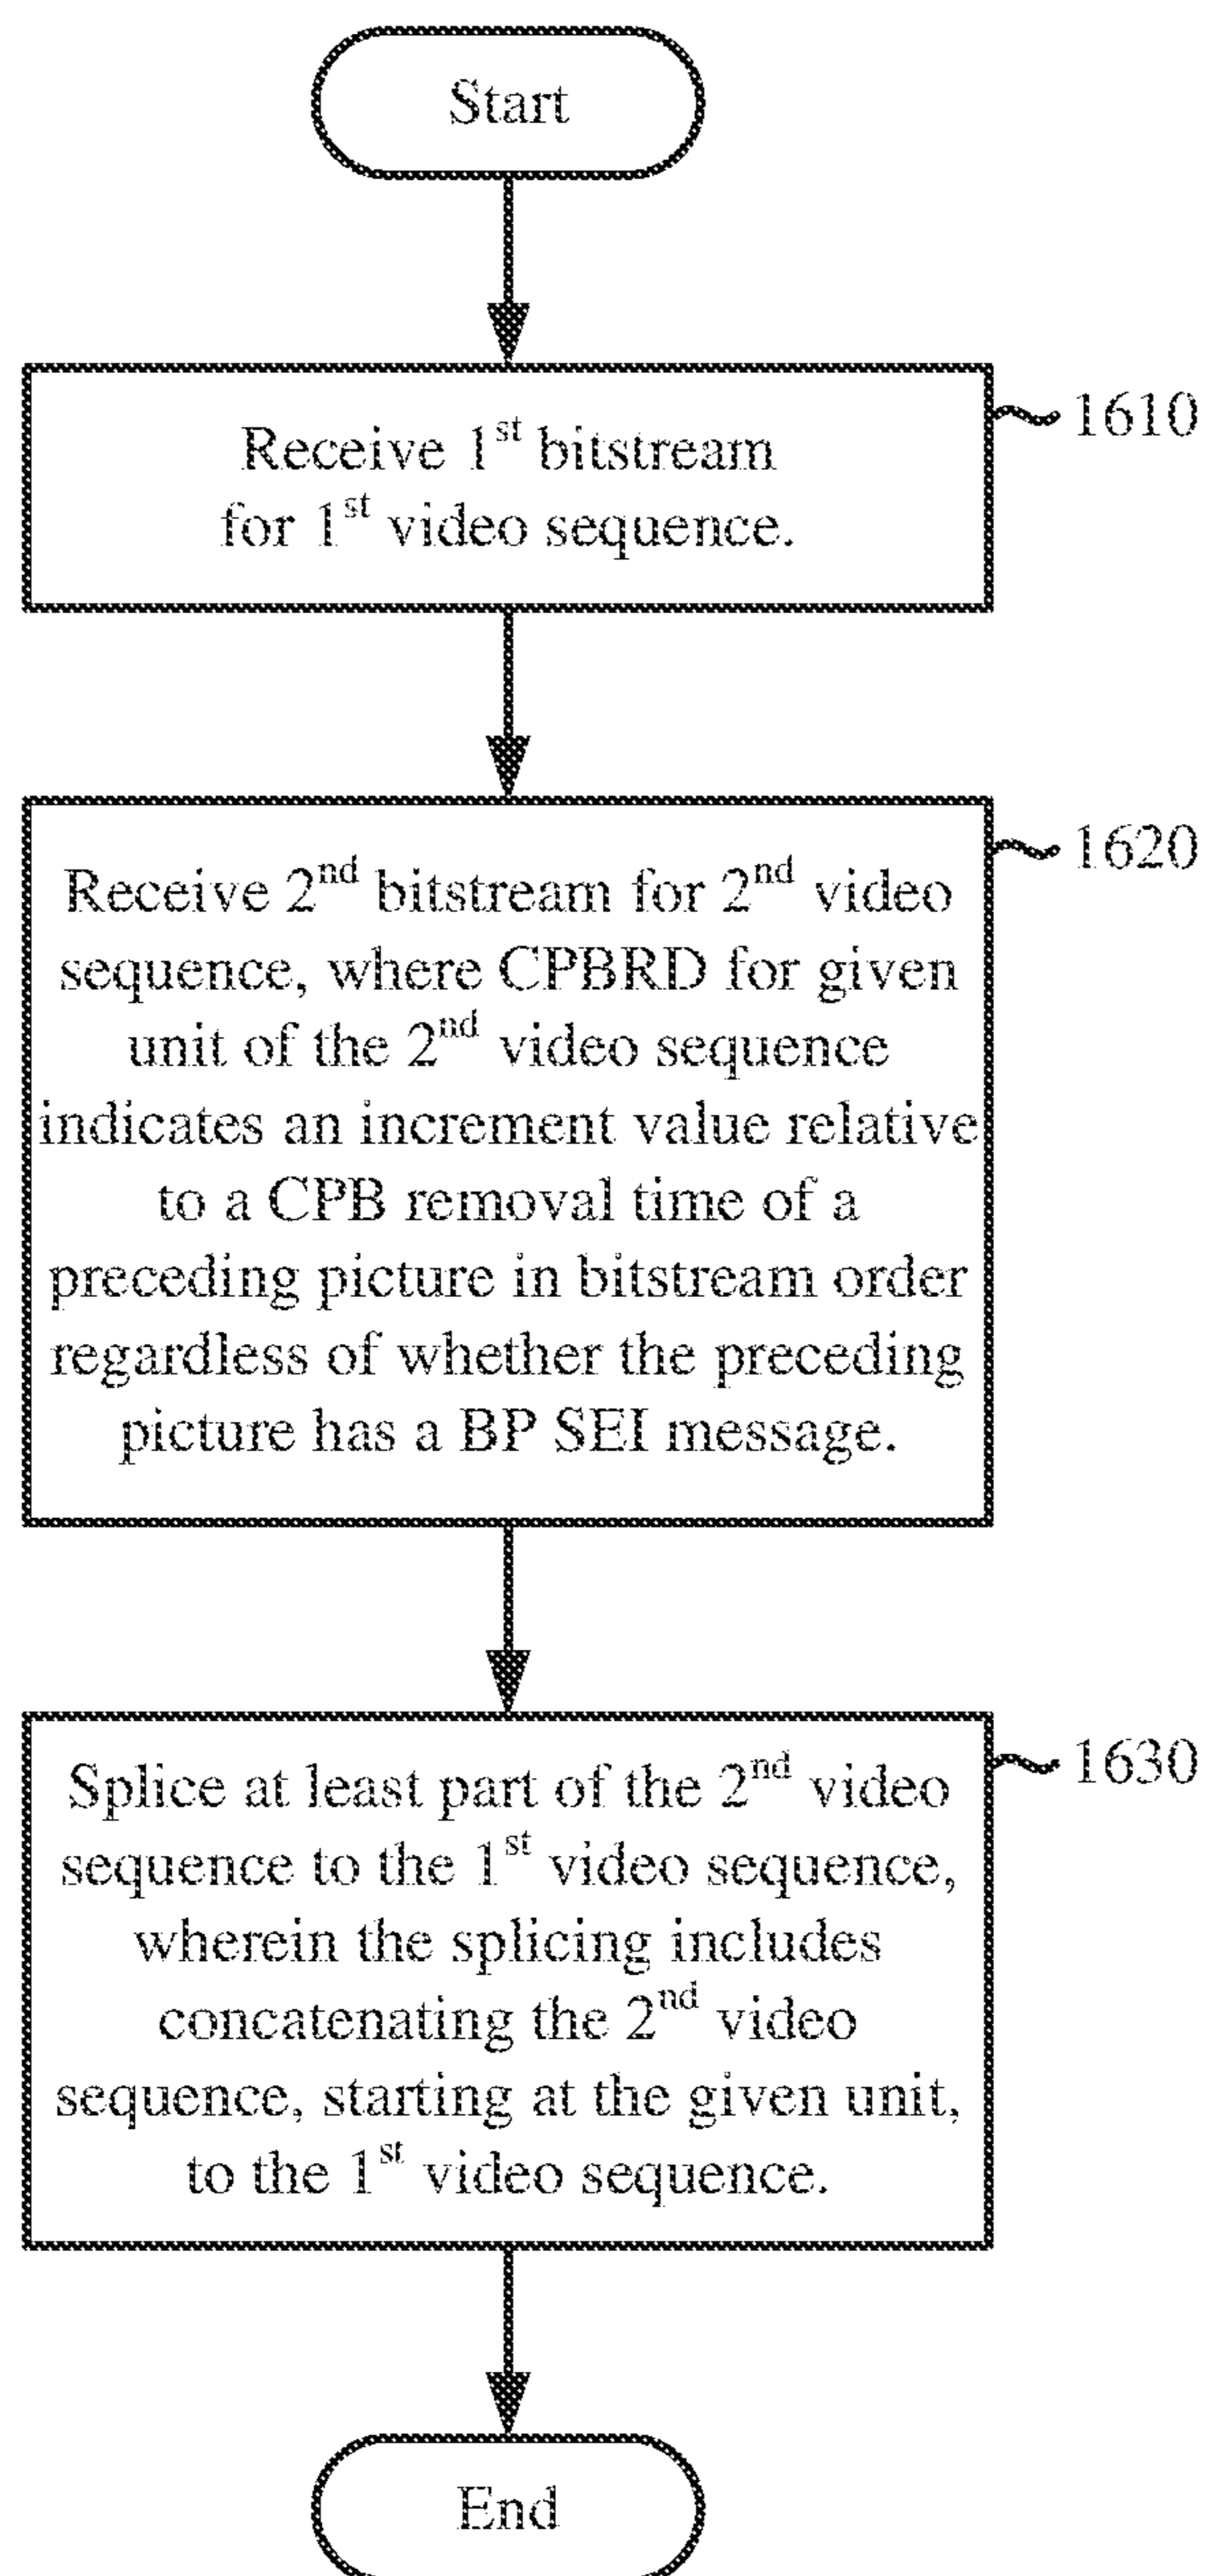 Start
Receive 1st bitstream
for 1st video sequence.
1610
Receive 2nd bitstream for 2nd video
sequence, where CPBRD for given
unit of the 2nd video sequence
indicates an increment value relative
to a CPB removal time of a
preceding picture in bitstream order
regardless of whether the preceding
picture has a BP SEI message.
1620
Splice at least part of the 2nd video
sequence to the 1st video sequence,
wherein the splicing includes
concatenating the 2nd video
sequence, starting at the given unit,
to the 1st video sequence.
1630
End